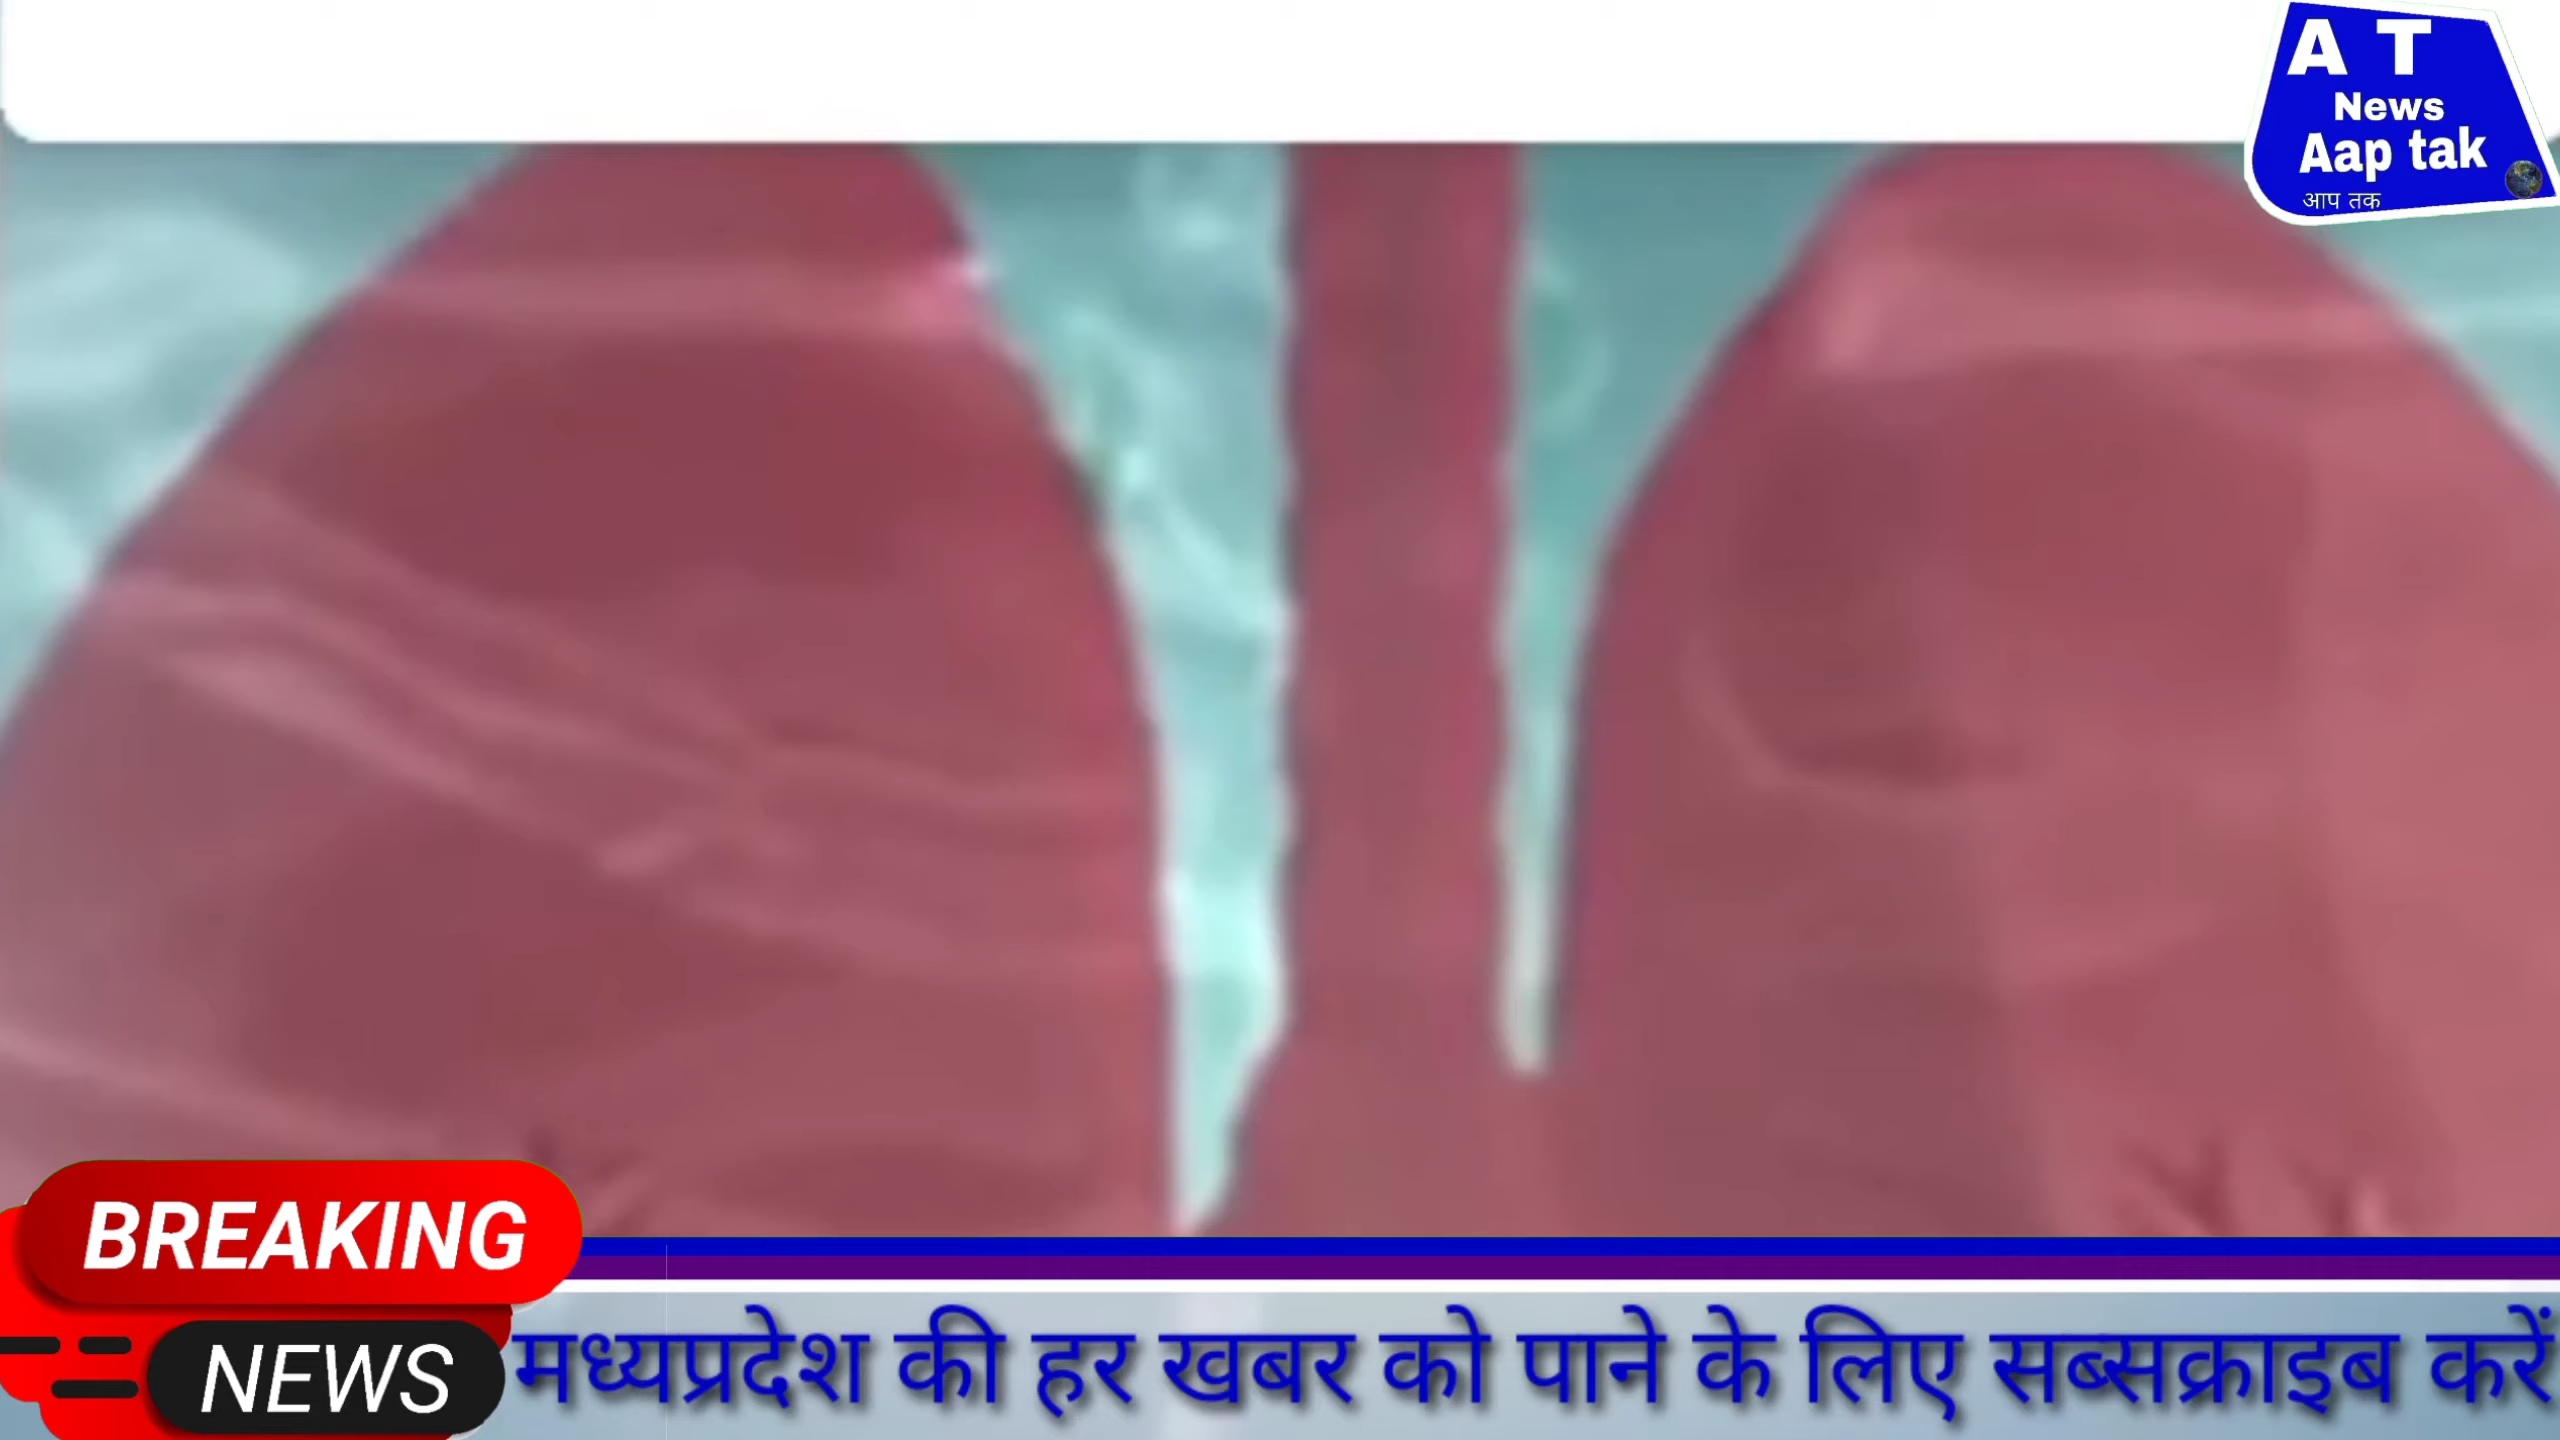 A T
News
Aap tak
आप तक
BREAKING
NEWS
मध्यप्रदेश की हर खबर को पाने के लिए सब्सक्राइब करें